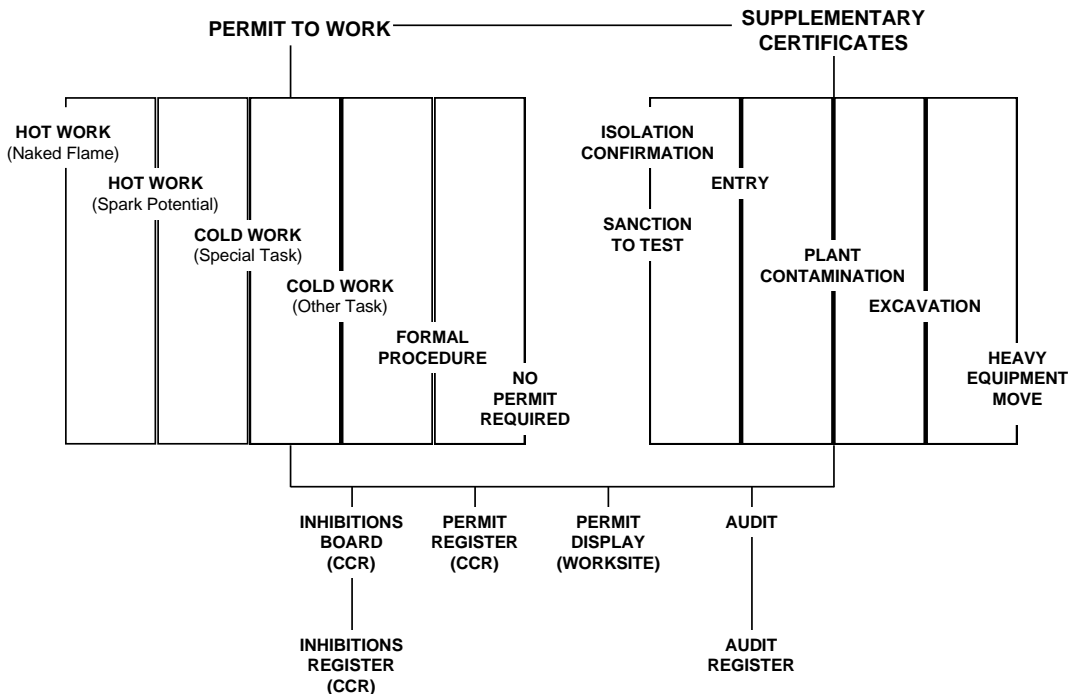 PERMIT TO WORK
SUPPLEMENTARY
CERTIFICATES
HOT WORK
(Naked Flame)
HOT WORK
(Spark Potential)
COLD WORK
(Special Task)
COLD WORK
(Other Task)
FORMAL
PROCEDURE
NO
PERMIT
REQUIRED
ISOLATION
CONFIRMATION
ENTRY
SANCTION
TO TEST
PLANT
CONTAMINATION
EXCAVATION
HEAVY
EQUIPMENT
MOVE
INHIBITIONS
BOARD
(CCR)
PERMIT
REGISTER
(CCR)
PERMIT
DISPLAY
(WORKSITE)
AUDIT
INHIBITIONS
REGISTER
(CCR)
AUDIT
REGISTER